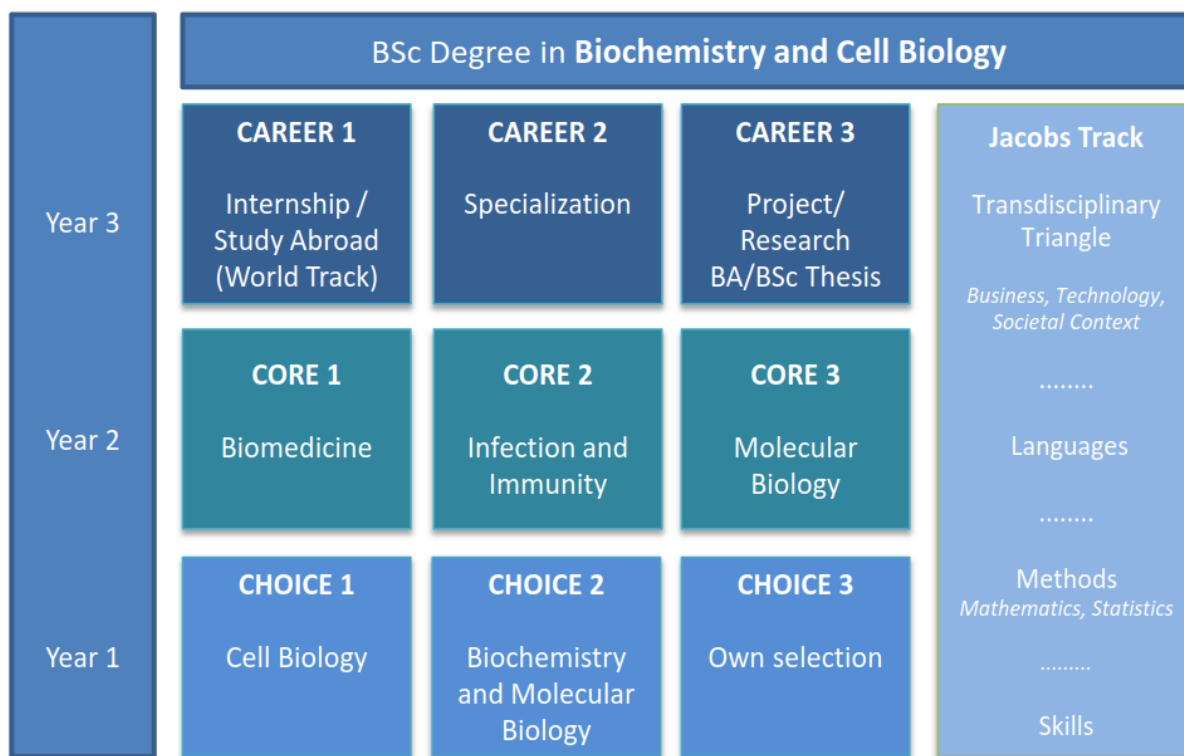 BSc Degree in Biochemistry and Cell Biology
Year 3
CAREER 1
Internship /
Study Abroad
(World Track)
CAREER 2
Specialization
CAREER 3
Project/
Research
BA/BSc Thesis
Year 2
CORE 1
Biomedicine
CORE 2
Infection and
Immunity
CORE 3
Molecular
Biology
Year 1
CHOICE 1
Cell Biology
CHOICE 2
Biochemistry
and Molecular
Biology
CHOICE 3
Own selection
Jacobs Track
Transdisciplinary
Triangle
Business, Technology,
Societal Context
........
Languages
........
Methods
Mathematics, Statistics
.........
Skills